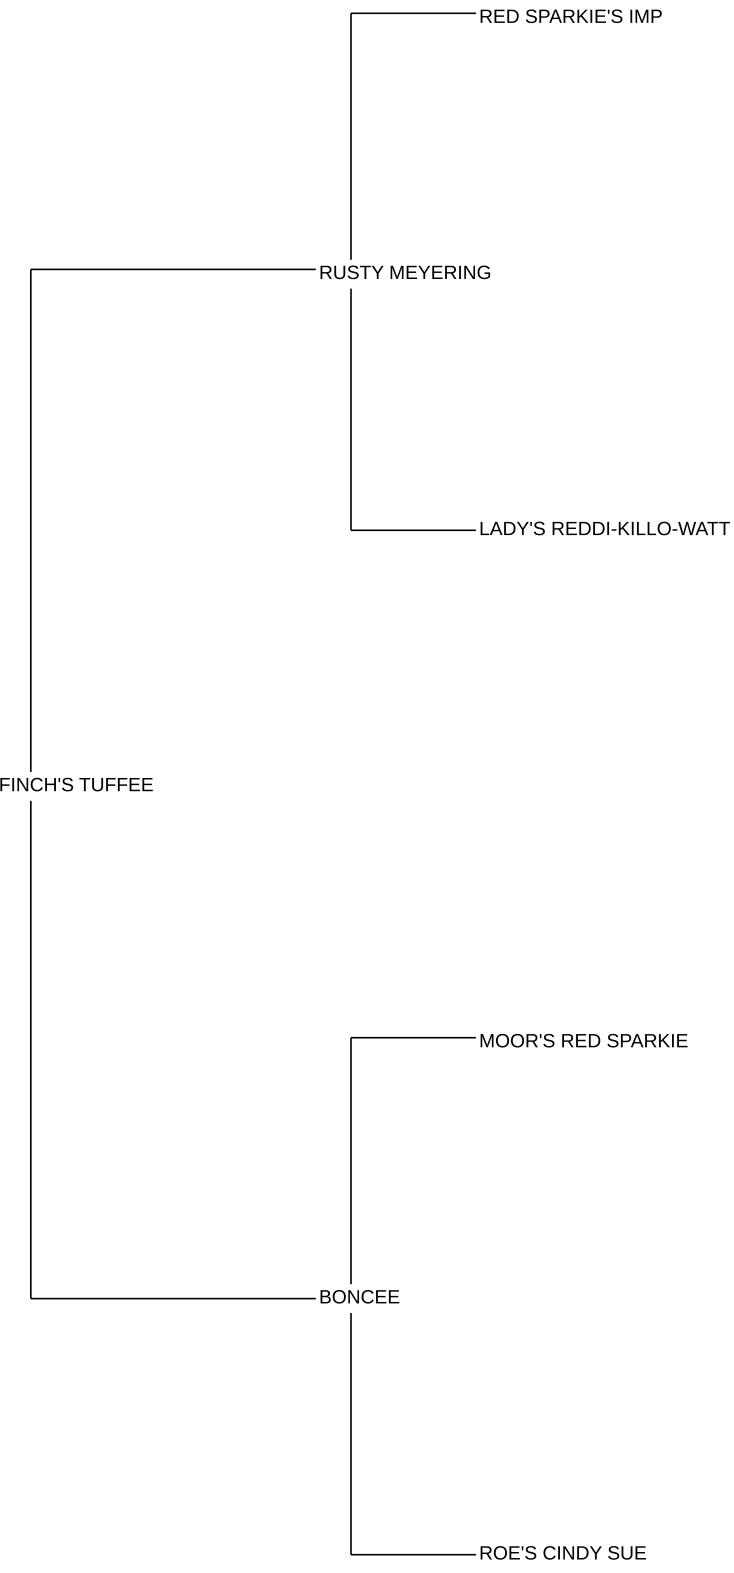 RED SPARKIE'S IMP
RUSTY MEYERING
LADY'S REDDI-KILLO-WATT
FINCH'S TUFFEE
MOOR'S RED SPARKIE
BONCEE
ROE'S CINDY SUE